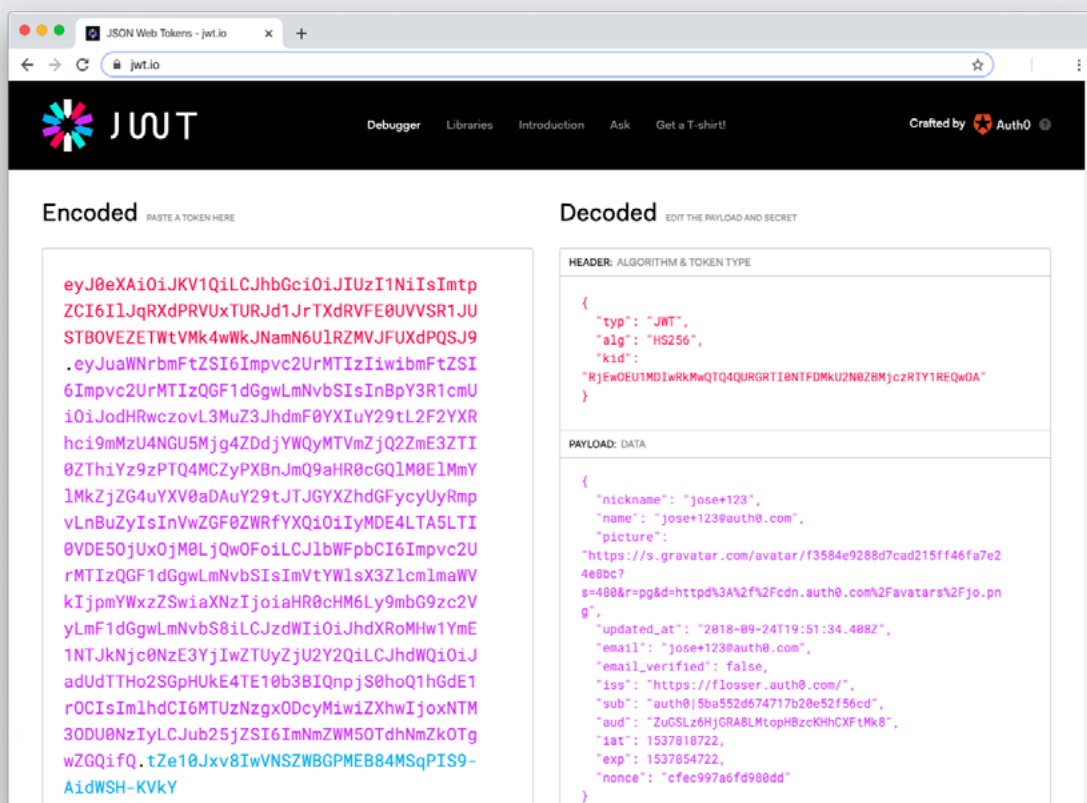 JSON Web Tokens - jwt.io
jwt.io
JWT
Debugger Libraries Introduction Ask Get a T-shirt!
Crafted by Auth0
Encoded PASTE A TOKEN HERE
eyJ0eXAiOiJKV1QiLCJhbGciOiJIUzI1NiIsImtp
ZCI6IlJqRXdPRVUxTURJd1JrTXdRVFE0UVVSR1JU
STBOVEZETWtVMk4wWkJNamN6UlRZMVJFUXdPQSJ9
.eyJuaWNrbmFtZSI6Impvc2UrMTIzIiwibmFtZSI
6Impvc2UrMTIzQGF1dGgwLmNvbSIsInBpY3R1cmU
iOiJodHRwczovL3MuZ3JhdmF0YXIuY29tL2F2YXR
hci9mMzU4NGU5Mjg4ZDdjYWQyMTVmZjQ2ZmE3ZTI
0ZThiYz9zPTQ4MCZyPXBnJmQ9aHR0cGQlM0ElMmY
lMkZjZG4uYXV0aDAuY29tJTJGYXZhdGFycyUyRmp
vLnBuZyIsInVwZGF0ZWRfYXQiOiIyMDE4LTA5LTI
0VDE5OjUxOjM0LjQwOFoiLCJlbWFpbCI6Impvc2U
rMTIzQGF1dGgwLmNvbSIsImVtYWlsX3ZlcmlmaWV
kIjpmYWxzZSwiaXNzIjoiaHR0cHM6Ly9mbG9zc2V
yLmF1dGgwLmNvbS8iLCJzdWIiOiJhdXRoMHw1YmE
1NTJkNjc0NzE3YjIwZTUyZjU2Y2QiLCJhdWQiOiJ
adUdTTHo2SGpHUkE4TE10b3BIQnpjS0hoQ1hGdE1
rOCIsImlhdCI6MTUzNzgxODcyMiwiZXhwIjoxNTM
3ODU0NzIyLCJub25jZSI6ImNmZWM5OTdhNmZkOTg
wZGQifQ.tZe10Jxv8IwVNSZWBGPMEB84MSqPIS9-
AidWSH-KVkY
Decoded EDIT THE PAYLOAD AND SECRET
HEADER: ALGORITHM & TOKEN TYPE
{
"typ": "JWT",
"alg": "HS256",
"kid":
"RjEwOEU1MDIwRkMwQTQ4QURGRTI0NTFDMkU2N0ZBMjczRTY1REQwOA"
}
PAYLOAD: DATA
{
"nickname": "jose+123",
"name": "jose+123@auth0.com",
"picture":
"https://s.gravatar.com/avatar/f3584e9288d7cad215ff46fa7e2
4e8bc?
s=480&r=pg&d=httpd%3A%2f%2Fcdn.auth0.com%2Favatars%2Fjo.pn
g",
"updated_at": "2018-09-24T19:51:34.408Z",
"email": "jose+123@auth0.com",
"email_verified": false,
"iss": "https://flosser.auth0.com/",
"sub": "auth0|5ba552d674717b20e52f56cd",
"aud": "ZuGSLz6HjGRA8LMtopHBzcKHhCXFtMk8",
"iat": 1537818722,
"exp": 1537854722,
"nonce": "cfec997a6fd980dd"
}